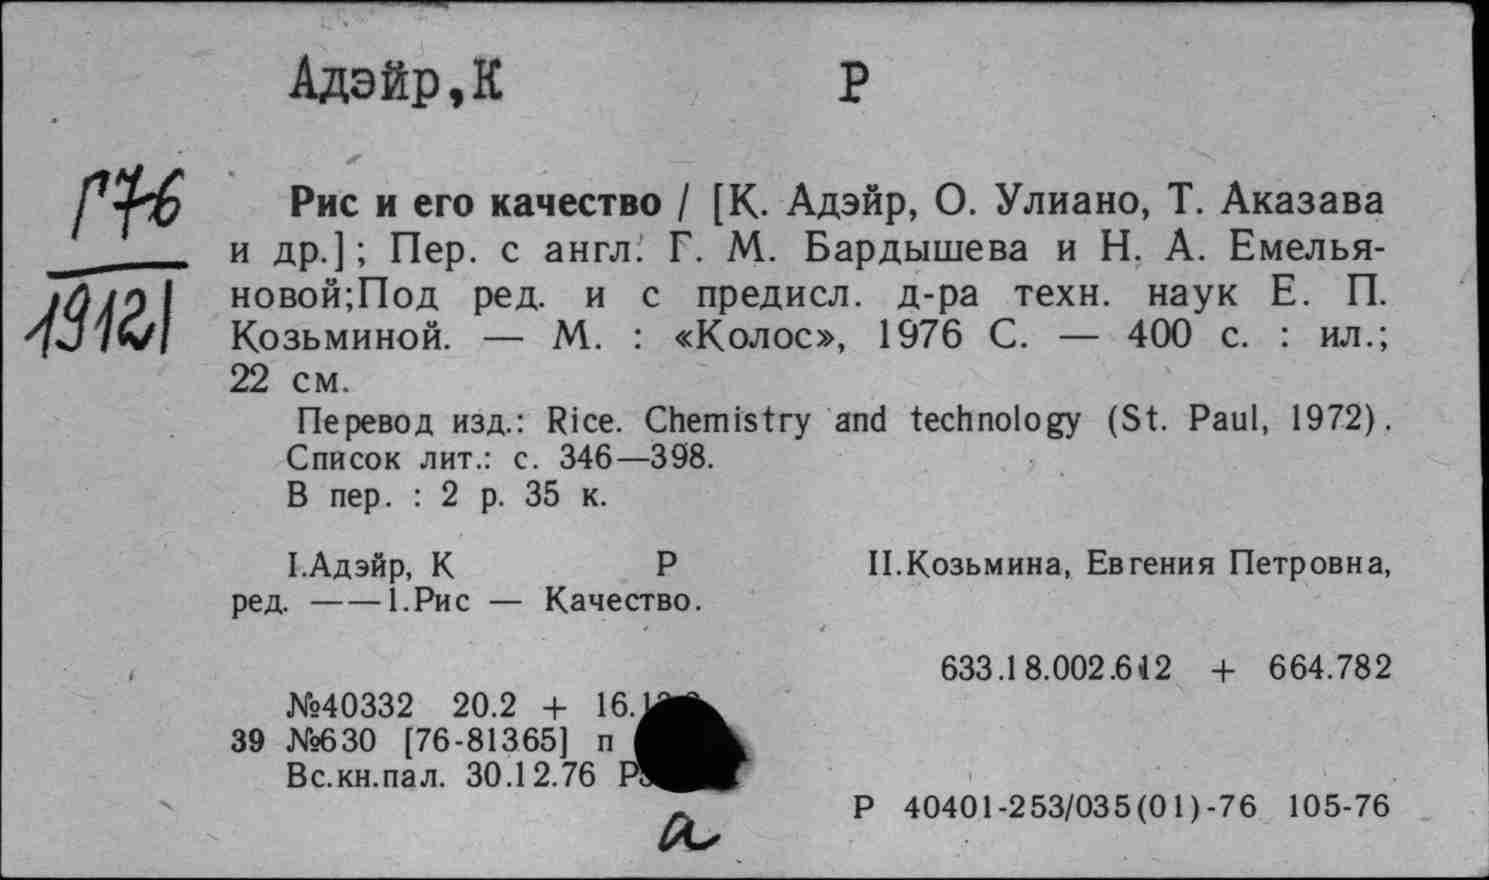 Адэйр,К Р
Г76
19121
Рис и его качество / [К. Адэйр, О. Улиано, Т. Аказава
и др.]; Пер. с англ. Г. М. Бардышева и Н. А. Емелья-
новой;Под ред. и с предисл. д-ра техн. наук Е. П.
Козьминой. — М. : «Колос», 1976 С. — 400 с. : ил.;
22 см.
Перевод изд.: Rice. Chemistry and technology (St. Paul, 1972).
Список лит.: с. 346—398.
В пер. : 2 р. 35 к.
I.Адэйр, К Р II.Козьмина, Евгения Петровна,
ред. — —1.Рис — Качество.
633.18.002.612 + 664.782
№40332 20.2 + 16.
39 №630 [76-81365] п
Вс.кн.пал. 30.12.76
Р 40401-253/035(01)-76 105-76